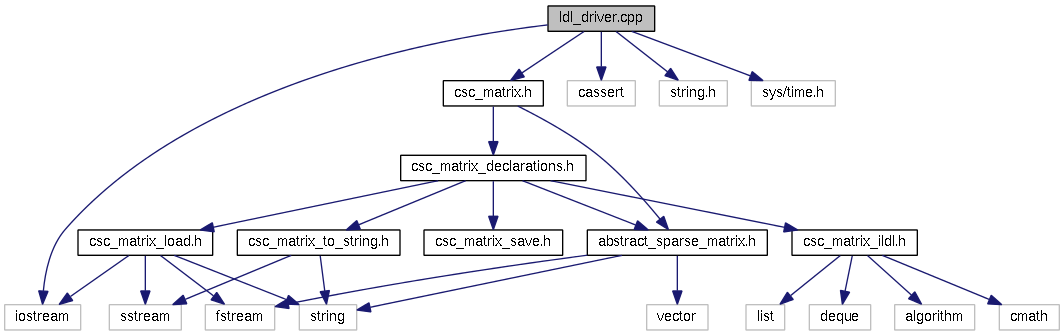 ldl_driver.cpp
csc_matrix.h
cassert
string.h
sys/time.h
csc_matrix_declarations.h
csc_matrix_load.h
csc_matrix_to_string.h
csc_matrix_save.h
abstract_sparse_matrix.h
csc_matrix_ildl.h
iostream
sstream
fstream
string
vector
list
deque
algorithm
cmath